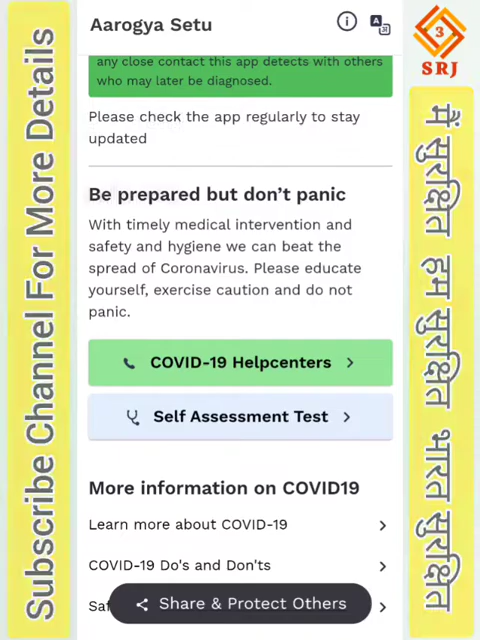 Aarogya Setu
any close contact this app detects with others
who may later be diagnosed.
Please check the app regularly to stay
updated
Be prepared but don't panic
With timely medical intervention and
safety and hygiene we can beat the
spread of Coronavirus. Please educate
yourself, exercise caution and do not
panic.
COVID-19 Helpcenters
Self Assessment Test
More information on COVID19
Learn more about COVID-19
COVID-19 Do's and Don'ts
Share & Protect Others
Subscribe Channel For More Details
3
SRJ
मैं सुरक्षित हम सुरक्षित भारत सुरक्षित